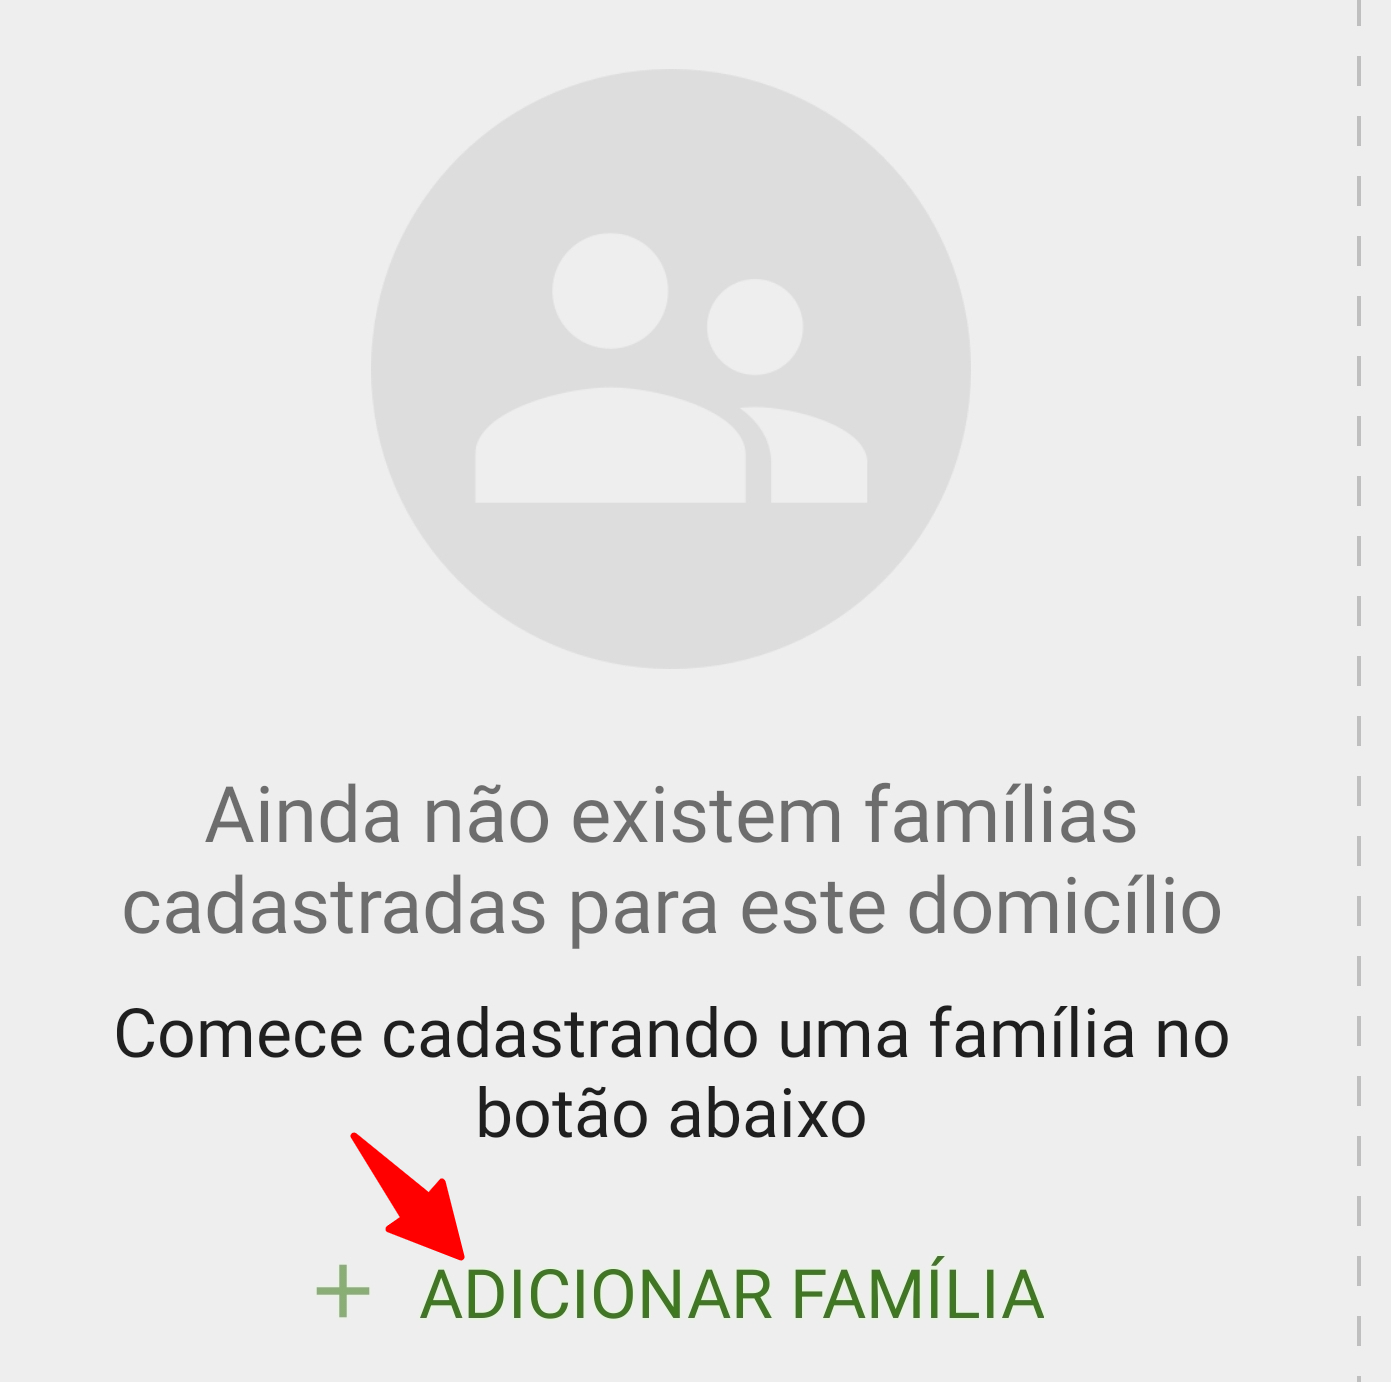 Ainda não existem famílias
cadastradas para este domicílio
Comece cadastrando uma família no
botão abaixo
+ ADICIONAR FAMÍLIA